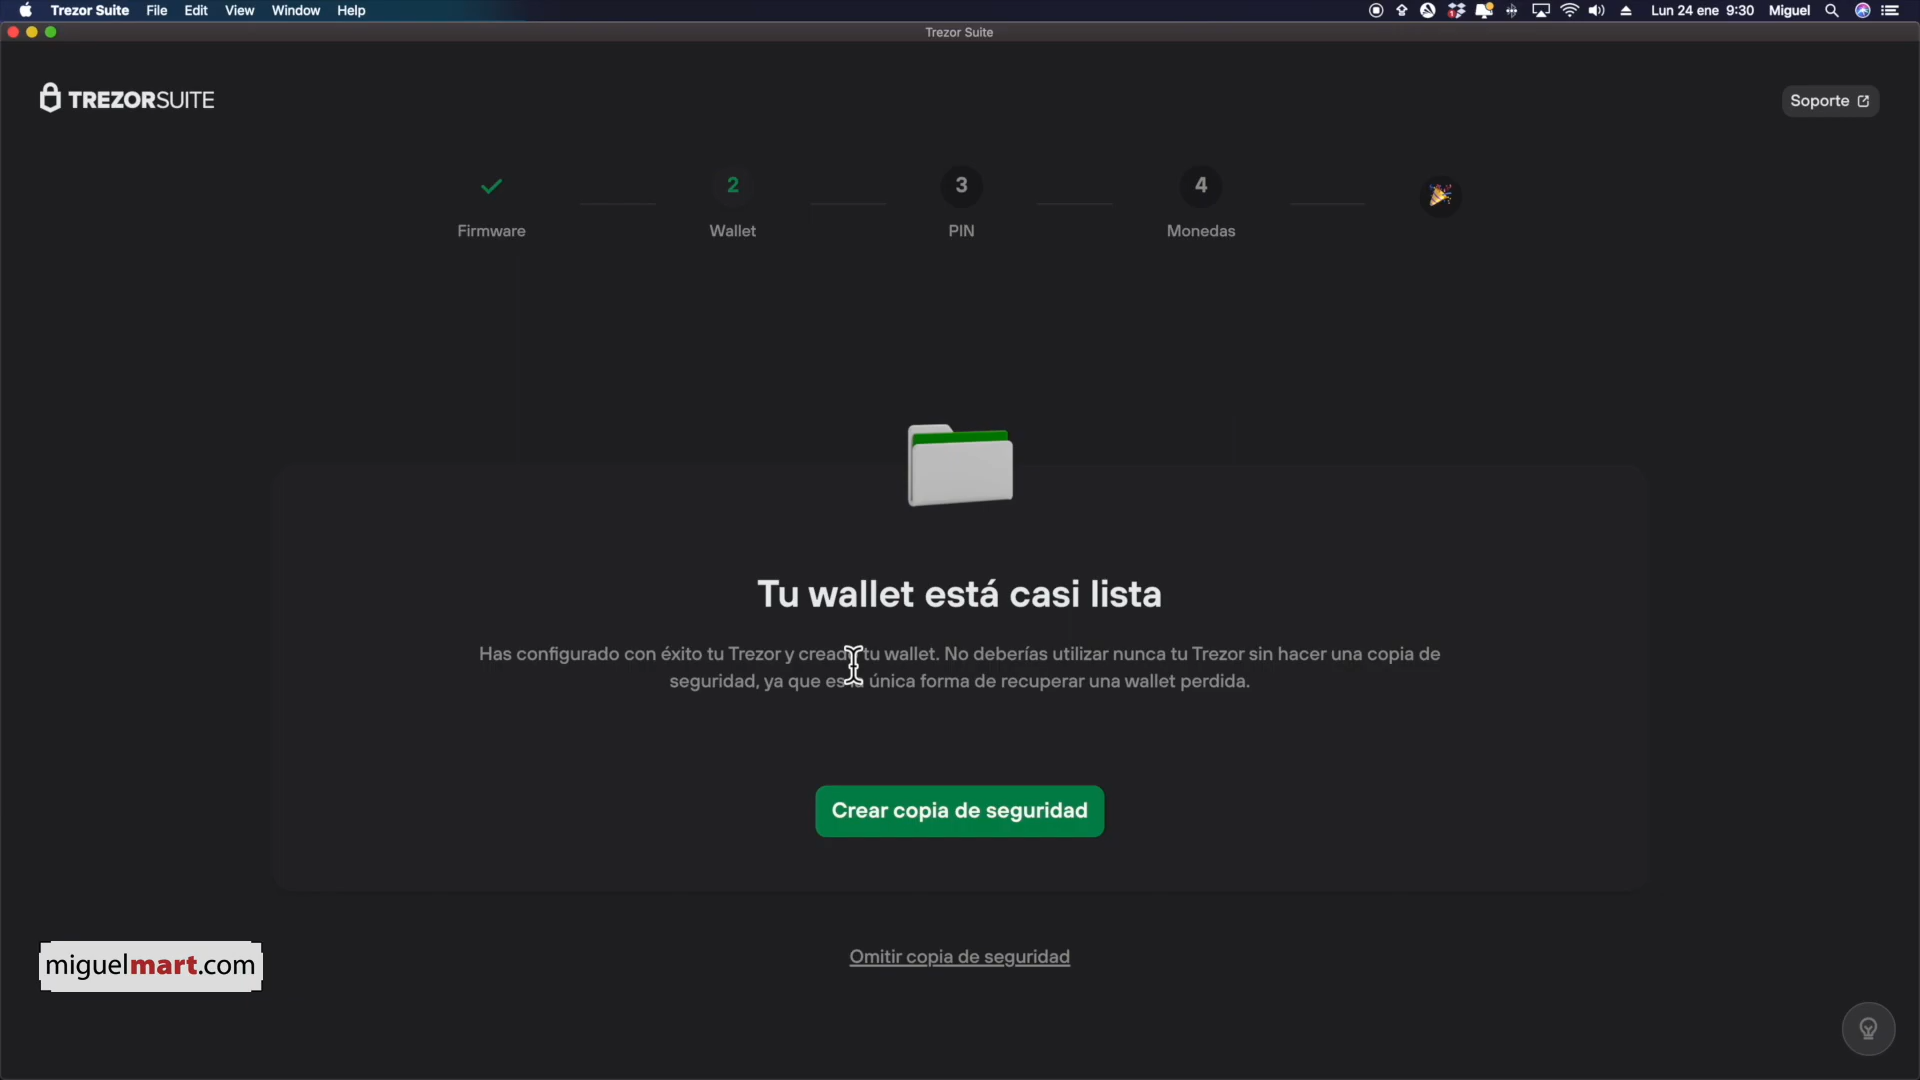 Trezor Suite File Edit View Window Help
Lun 24 ene 9:30 Miguel
Trezor Suite
TREZORSUITE
Soporte
2 3 4
Firmware Wallet PIN Monedas
Tu wallet está casi lista
Has configurado con éxito tu Trezor y creado tu wallet. No deberías utilizar nunca tu Trezor sin hacer una copia de
seguridad, ya que es la única forma de recuperar una wallet perdida.
Crear copia de seguridad
Omitir copia de seguridad
miguelmart.com